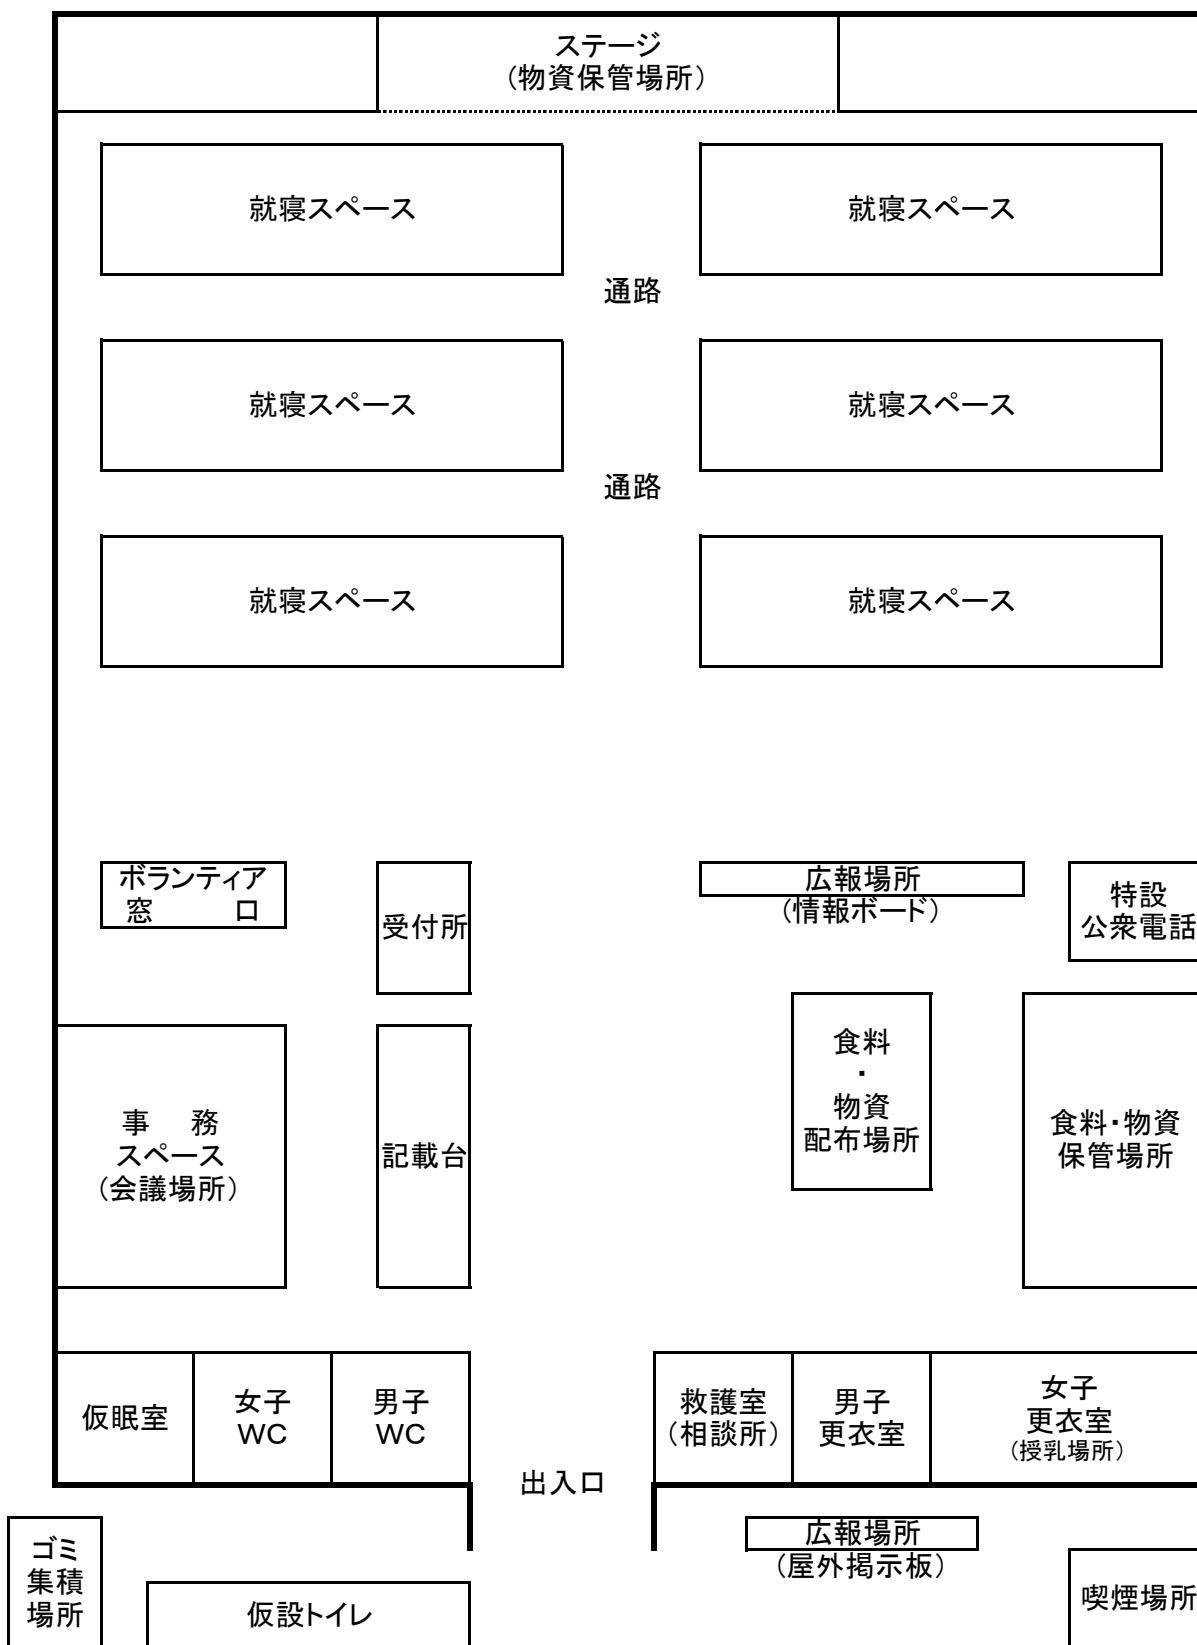 ステージ
(物資保管場所)
就寝スペース
就寝スペース
通路
就寝スペース
就寝スペース
通路
就寝スペース
就寝スペース
ボランティア
窓　　口
受付所
広報場所
(情報ボード)
特設
公衆電話
事　務
スペース
(会議場所)
記載台
食料
・
物資
配布場所
食料・物資
保管場所
仮眠室
女子
WC
男子
WC
出入口
救護室
(相談所)
男子
更衣室
女子
更衣室
(授乳場所)
ゴミ
集積
場所
仮設トイレ
広報場所
(屋外掲示板)
喫煙場所